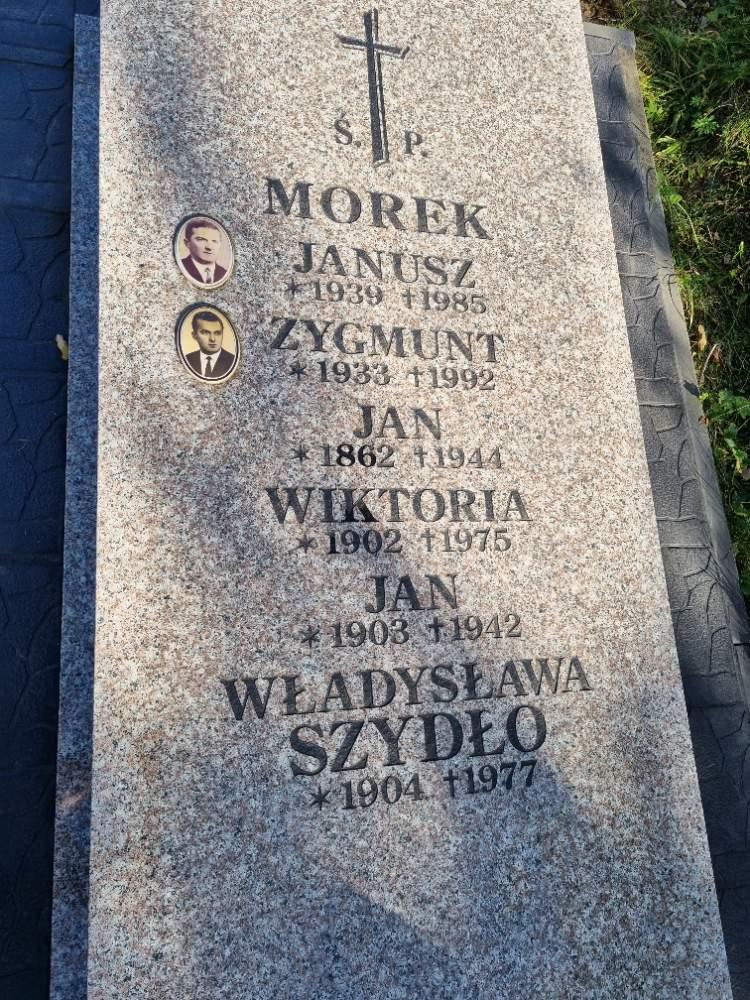 Ś. P.
MOREK
JANUSZ
* 1939 † 1985
ZYGMUNT
* 1933 † 1992
JAN
* 1862 † 1944
WIKTORIA
* 1902 † 1975
JAN
* 1903 † 1942
WŁADYSŁAWA
SZYDŁO
* 1904 † 1977